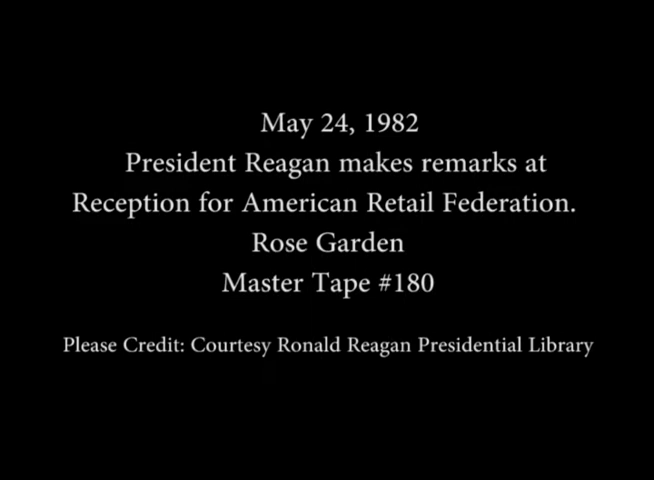 May 24, 1982
President Reagan makes remarks at
Reception for American Retail Federation.
Rose Garden
Master Tape #180
Please Credit: Courtesy Ronald Reagan Presidential Library